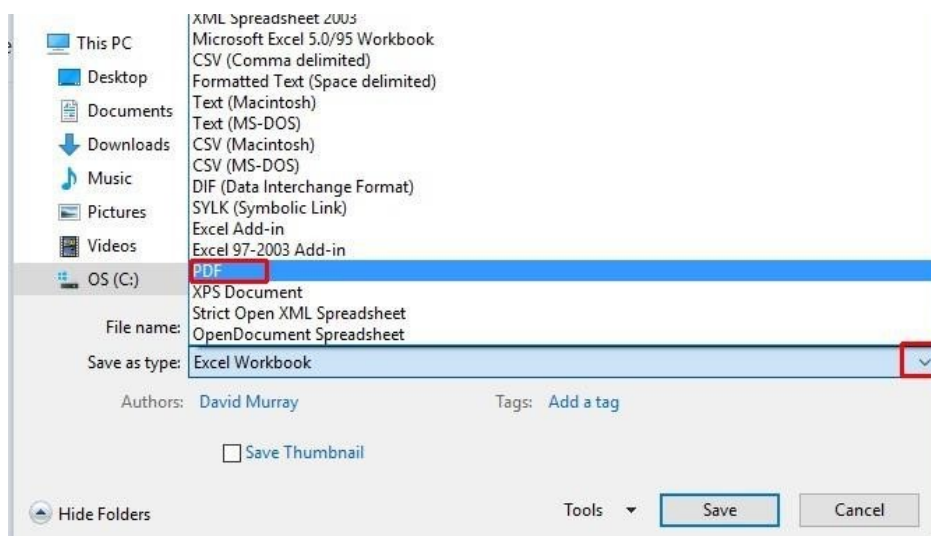 XML Spreadsheet 2003
This PC
Microsoft Excel 5.0/95 Workbook
CSV (Comma delimited)
Desktop
Formatted Text (Space delimited)
Text (Macintosh)
Documents
Text (MS-DOS)
Downloads
CSV (Macintosh)
CSV (MS-DOS)
Music
DIF (Data Interchange Format)
Pictures
SYLK (Symbolic Link)
Excel Add-in
Videos
Excel 97-2003 Add-in
OS (C:)
PDF
XPS Document
Strict Open XML Spreadsheet
File name:
OpenDocument Spreadsheet
Save as type: Excel Workbook
Authors: David Murray Tags: Add a tag
Save Thumbnail
Hide Folders Tools Save Cancel